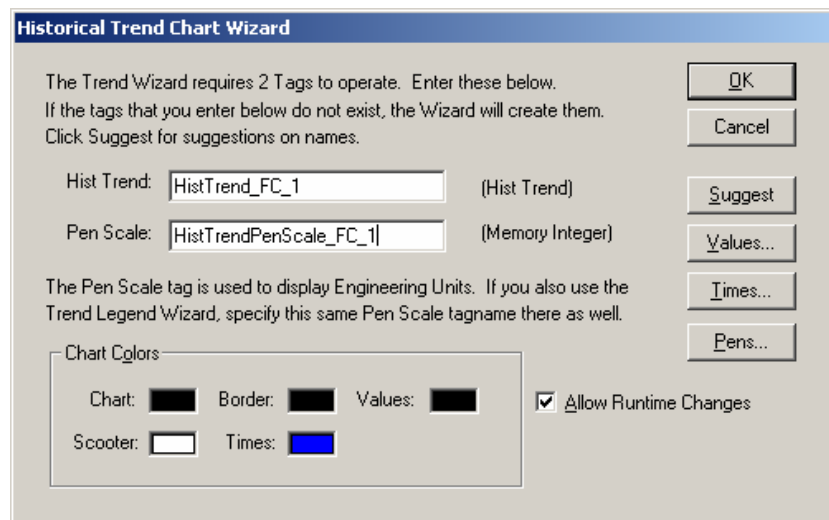 Historical Trend Chart Wizard
The Trend Wizard requires 2 Tags to operate. Enter these below.
If the tags that you enter below do not exist, the Wizard will create them.
Click Suggest for suggestions on names.
OK
Cancel
Hist Trend: HistTrend_FC_1 (Hist Trend)
Suggest
Pen Scale: HistTrendPenScale_FC_1 (Memory Integer)
Values...
The Pen Scale tag is used to display Engineering Units. If you also use the
Trend Legend Wizard, specify this same Pen Scale tagname there as well.
Times...
Pens...
Chart Colors
Chart: Border: Values:
Allow Runtime Changes
Scooter: Times: